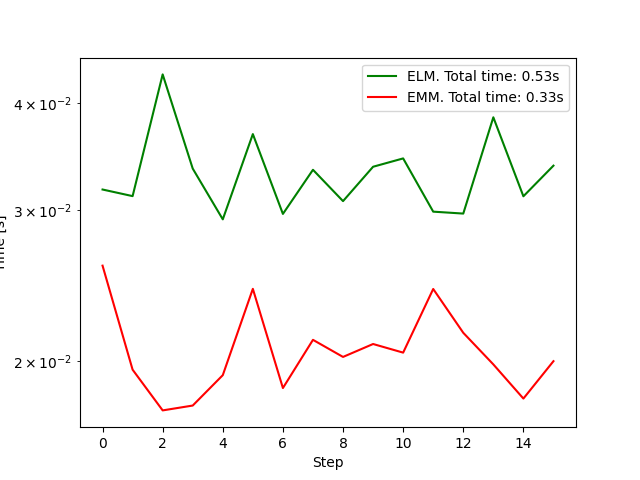 ELM. Total time: 0.53s
EMM. Total time: 0.33s
4 × 10⁻²
3 × 10⁻²
2 × 10⁻²
[s]
0 2 4 6 8 10 12 14
Step